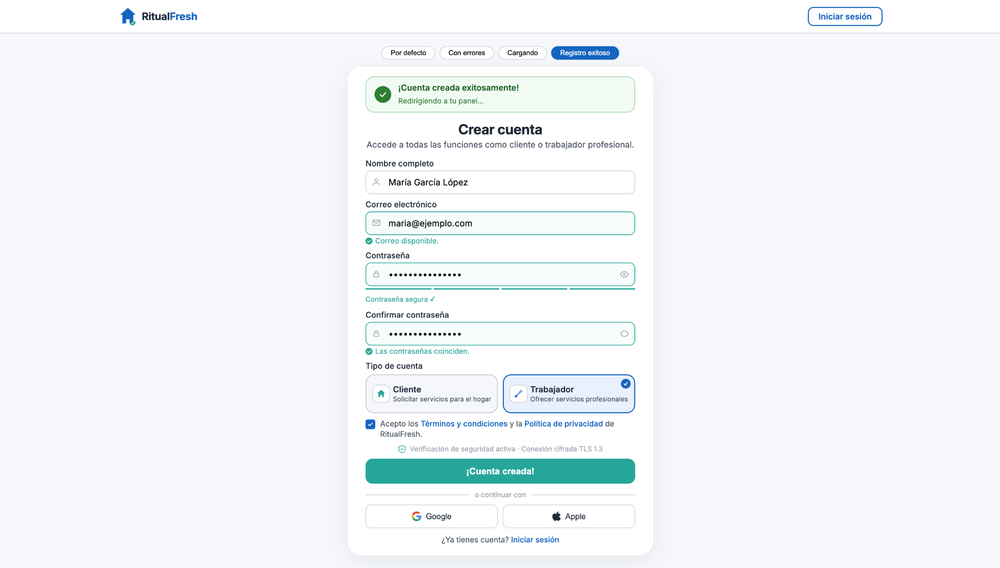 RitualFresh
Iniciar sesión
Por defecto
Con errores
Cargando
Registro exitoso
¡Cuenta creada exitosamente!
Redirigiendo a tu panel...
Crear cuenta
Accede a todas las funciones como cliente o trabajador profesional.
Nombre completo
María García López
Correo electrónico
maria@ejemplo.com
Correo disponible.
Contraseña
•••••••••••••••
Contraseña segura ✓
Confirmar contraseña
•••••••••••••••
Las contraseñas coinciden.
Tipo de cuenta
Cliente
Solicitar servicios para el hogar
Trabajador
Ofrecer servicios profesionales
Acepto los Términos y condiciones y la Política de privacidad de
RitualFresh.
Verificación de seguridad activa · Conexión cifrada TLS 1.3
¡Cuenta creada!
o continuar con
Google
Apple
¿Ya tienes cuenta? Iniciar sesión